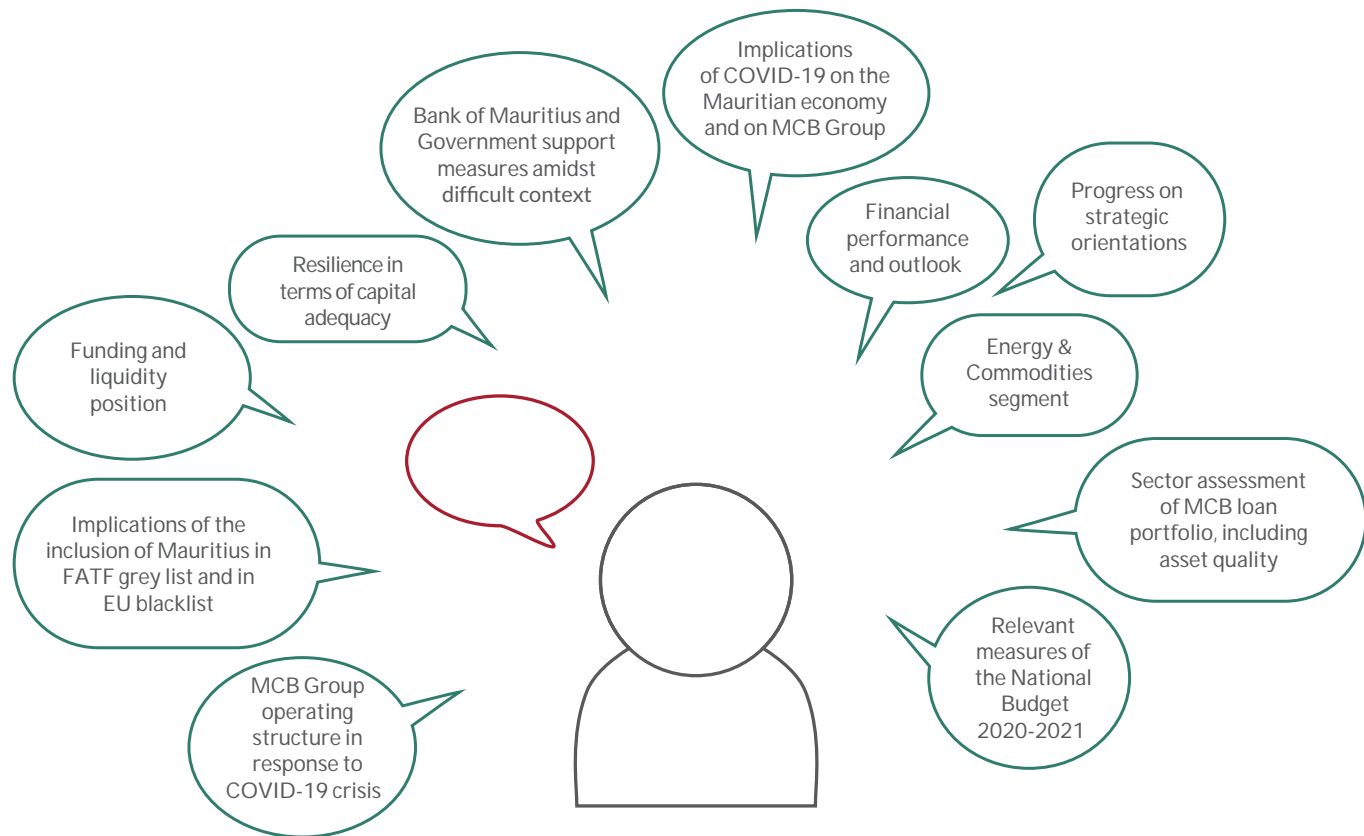 Implications
of COVID-19 on the
Mauritian economy
and on MCB Group
Bank of Mauritius and
Government support
measures amidst
difficult context
Progress on
strategic
orientations
Financial
performance
and outlook
Resilience in
terms of capital
adequacy
Energy &
Commodities
segment
Funding and
liquidity
position
Sector assessment
of MCB loan
portfolio, including
asset quality
Implications of the
inclusion of Mauritius in
FATF grey list and in
EU blacklist
Relevant
measures of
the National
Budget
2020-2021
MCB Group
operating
structure in
response to
COVID-19 crisis